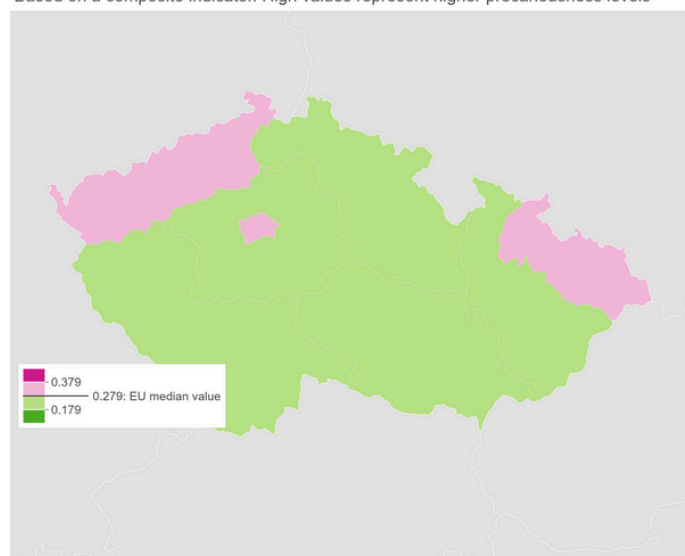 Based on a composite indicator. High values represent higher precariousness levels
0.379
0.279: EU median value
0.179